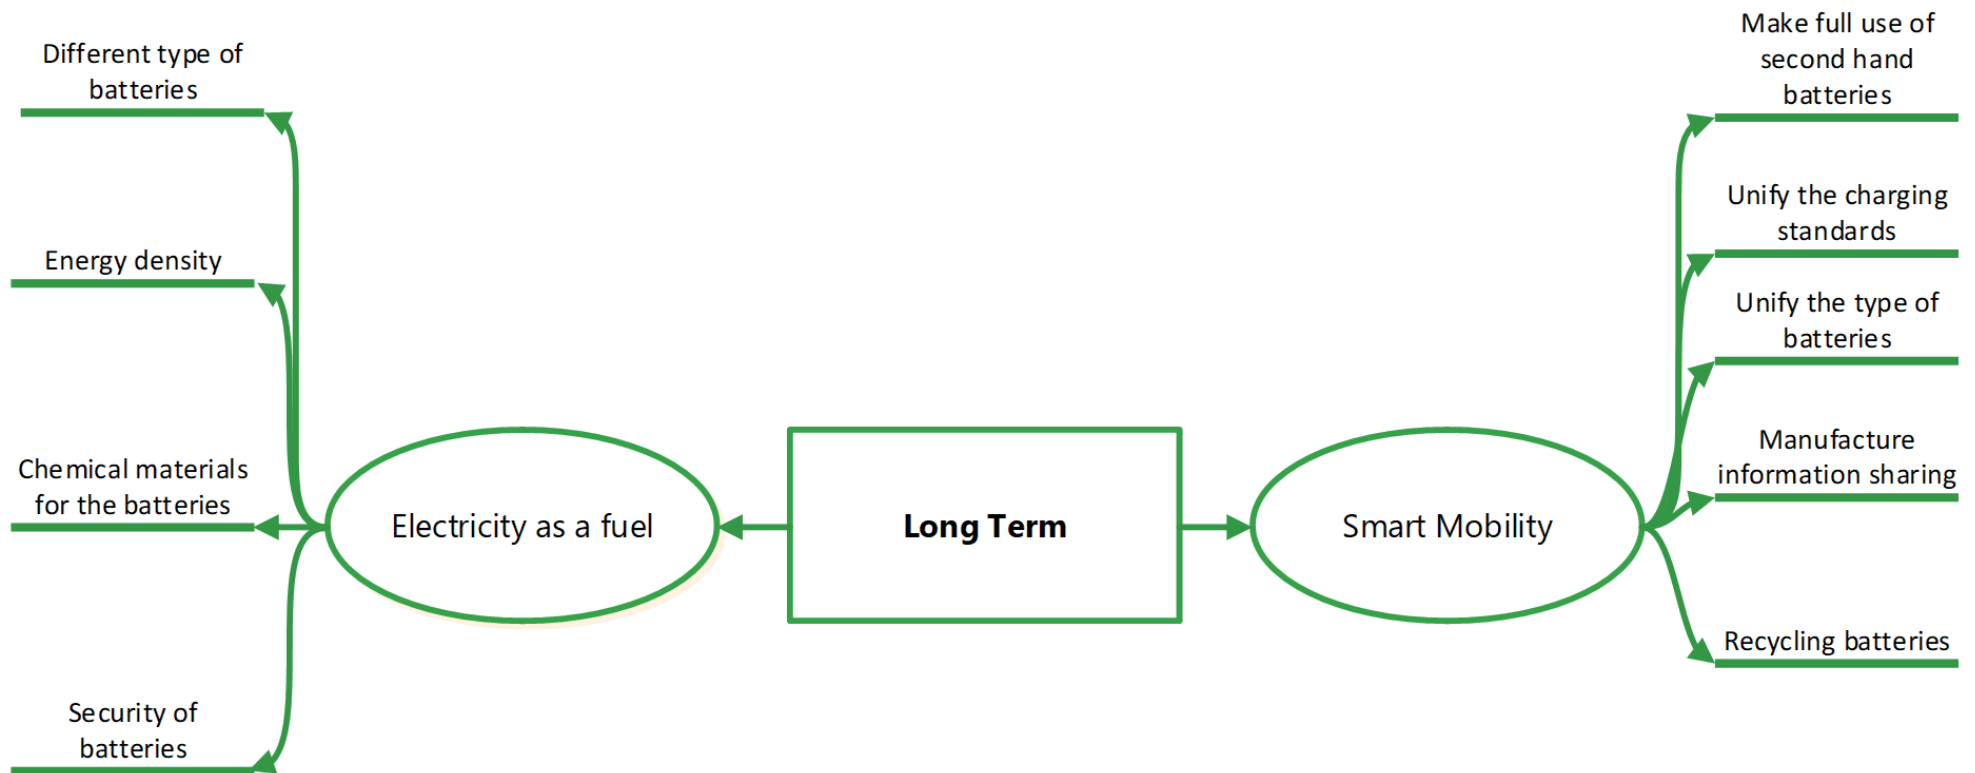 Different type of
batteries
Energy density
Chemical materials
for the batteries
Security of
batteries
Electricity as a fuel
Long Term
Smart Mobility
Make full use of
second hand
batteries
Unify the charging
standards
Unify the type of
batteries
Manufacture
information sharing
Recycling batteries